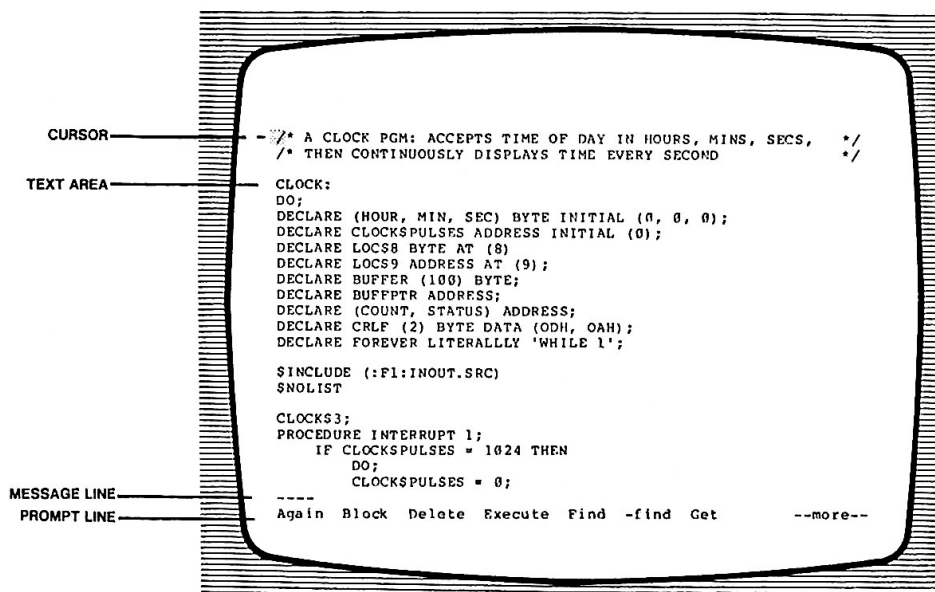 CURSOR
/* A CLOCK PGM: ACCEPTS TIME OF DAY IN HOURS, MINS, SECS, */
/* THEN CONTINUOUSLY DISPLAYS TIME EVERY SECOND */
TEXT AREA
CLOCK:
DO;
DECLARE (HOUR, MIN, SEC) BYTE INITIAL (0, 0, 0);
DECLARE CLOCK$PULSES ADDRESS INITIAL (0);
DECLARE LOC$8 BYTE AT (8)
DECLARE LOC$9 ADDRESS AT (9);
DECLARE BUFFER (100) BYTE;
DECLARE BUFFPTR ADDRESS;
DECLARE (COUNT, STATUS) ADDRESS;
DECLARE CRLF (2) BYTE DATA (ODH, OAH);
DECLARE FOREVER LITERALLLY 'WHILE 1';
$INCLUDE (:F1:INOUT.SRC)
$NOLIST
CLOCK$3;
PROCEDURE INTERRUPT 1;
IF CLOCK$PULSES = 1024 THEN
DO;
CLOCK$PULSES = 0;
MESSAGE LINE
----
PROMPT LINE
Again Block Delete Execute Find -find Get --more--